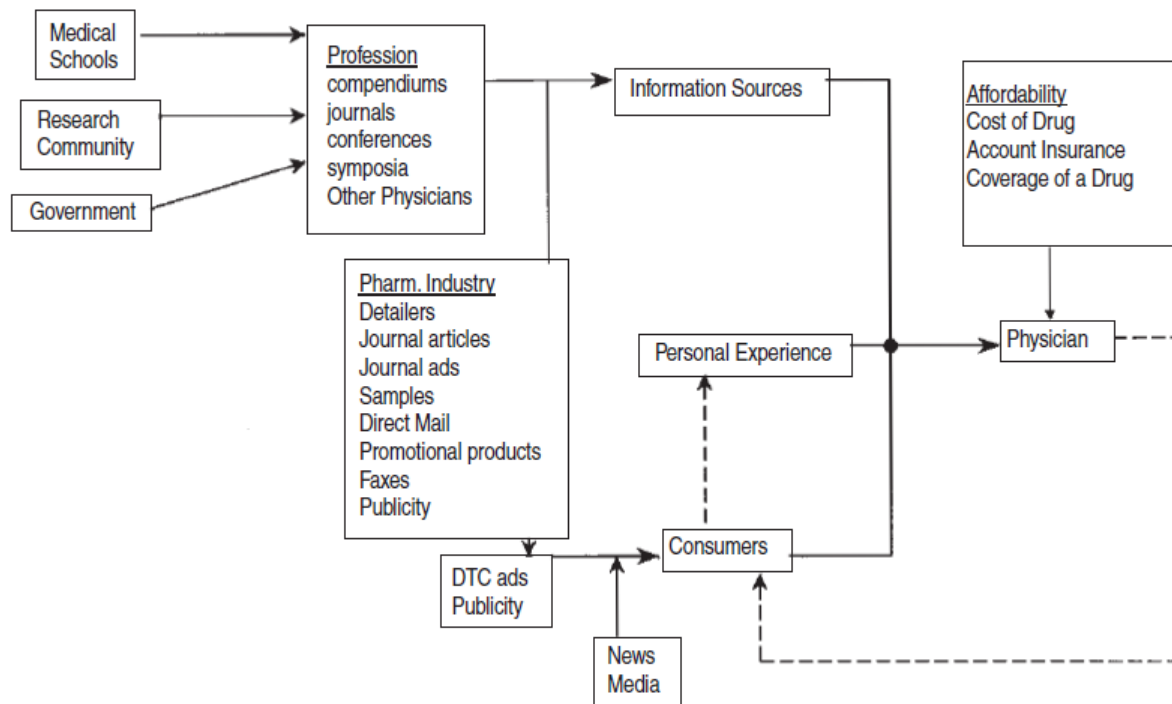 Medical
Schools
Research
Community
Government
Profession
compendiums
journals
conferences
symposia
Other Physicians
Pharm. Industry
Detailers
Journal articles
Journal ads
Samples
Direct Mail
Promotional products
Faxes
Publicity
DTC ads
Publicity
News
Media
Information Sources
Personal Experience
Consumers
Affordability
Cost of Drug
Account Insurance
Coverage of a Drug
Physician